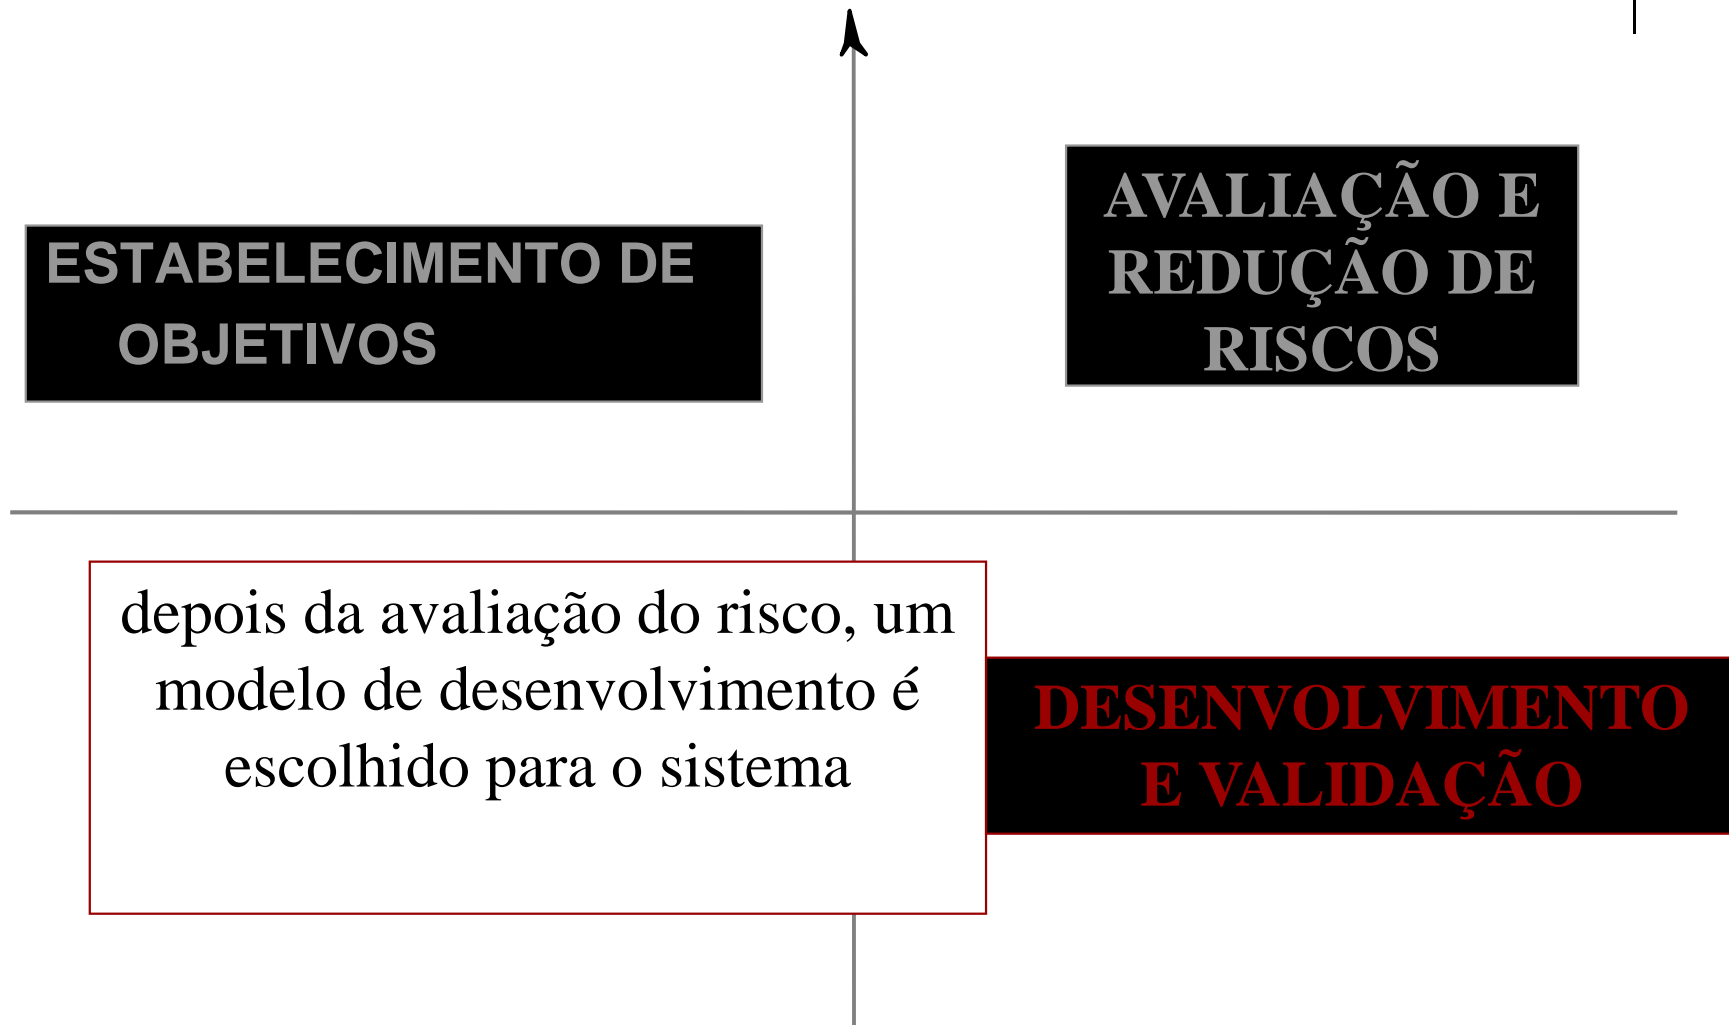 ESTABELECIMENTO DE
OBJETIVOS
AVALIAÇÃO E
REDUÇÃO DE
RISCOS
depois da avaliação do risco, um
modelo de desenvolvimento é
escolhido para o sistema
DESENVOLVIMENTO
E VALIDAÇÃO